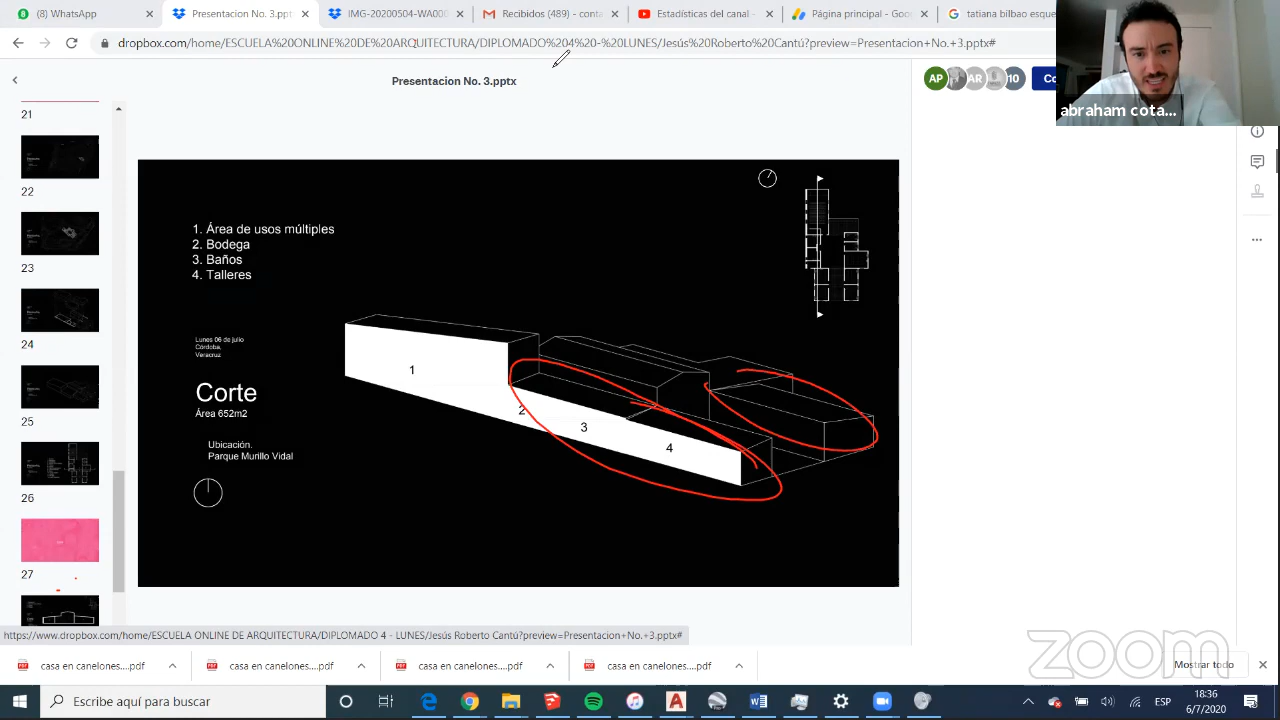 (8) WhatsApp
3. Presentacion No. 3.pptx
IMG-20200504-WA0020
Recibidos (489) - conta
Estadísticas del canal -
Página principal - Goo
tatiana bilbao esque
dropbox.com/home/ESCUELA%20ONLINE%20DE%20ARQUITECTURA/DIPLOMADO%204%20-%20LUNES/Jesús%20Roberto%20Cantú?preview=Presentacion+No.+3.pptx#
Presentacion No. 3.pptx
AP
AR
10
Co
abraham cota...
21
22
23
24
25
26
27
1. Área de usos múltiples
2. Bodega
3. Baños
4. Talleres
Lunes 06 de julio
Córdoba,
Veracruz
Corte
Área 652m2
Ubicación.
Parque Murillo Vidal
1
2
3
4
https://www.dropbox.com/home/ESCUELA ONLINE DE ARQUITECTURA/DIPLOMADO 4 - LUNES/Jesús Roberto Cantú?preview=Presentacion+No.+3.pptx#
casa en canelones....pdf
casa en canelones....pdf
casa en canelones....pdf
casa en canelones....pdf
Mostrar todo
zoom
Escribe aquí para buscar
ESP
18:36
6/7/2020